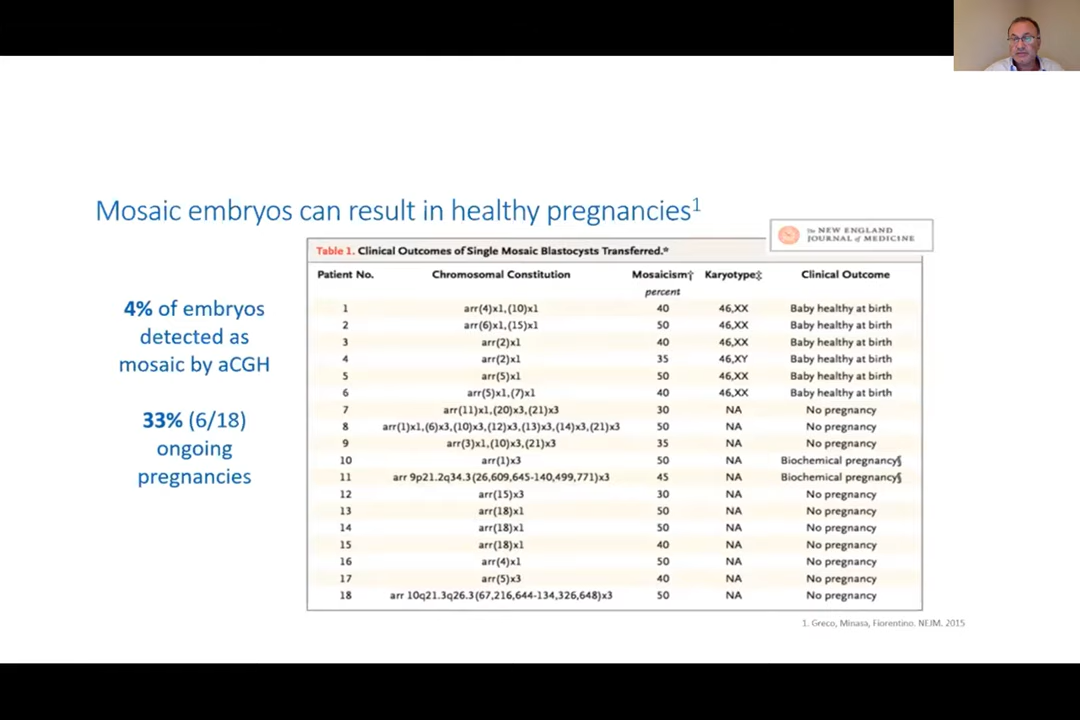 Mosaic embryos can result in healthy pregnancies1
The NEW ENGLAND
JOURNAL of MEDICINE
4% of embryos
detected as
mosaic by aCGH
33% (6/18)
ongoing
pregnancies
Table 1. Clinical Outcomes of Single Mosaic Blastocysts Transferred.*
Patient No. Chromosomal Constitution Mosaicism† Karyotype‡ Clinical Outcome
percent
1 arr(4)x1,(10)x1 40 46,XX Baby healthy at birth
2 arr(6)x1,(15)x1 50 46,XX Baby healthy at birth
3 arr(2)x1 40 46,XX Baby healthy at birth
4 arr(2)x1 35 46,XY Baby healthy at birth
5 arr(5)x1 50 46,XX Baby healthy at birth
6 arr(5)x1,(7)x1 40 46,XX Baby healthy at birth
7 arr(11)x1,(20)x3,(21)x3 30 NA No pregnancy
8 arr(1)x1,(6)x3,(10)x3,(12)x3,(13)x3,(14)x3,(21)x3 50 NA No pregnancy
9 arr(3)x1,(10)x3,(21)x3 35 NA No pregnancy
10 arr(1)x3 50 NA Biochemical pregnancy§
11 arr 9p21.2q34.3(26,609,645-140,499,771)x3 45 NA Biochemical pregnancy§
12 arr(15)x3 30 NA No pregnancy
13 arr(18)x1 50 NA No pregnancy
14 arr(18)x1 50 NA No pregnancy
15 arr(18)x1 40 NA No pregnancy
16 arr(4)x1 50 NA No pregnancy
17 arr(5)x3 40 NA No pregnancy
18 arr 10q21.3q26.3(67,216,644-134,326,648)x3 50 NA No pregnancy
1. Greco, Minasa, Fiorentino. NEJM. 2015